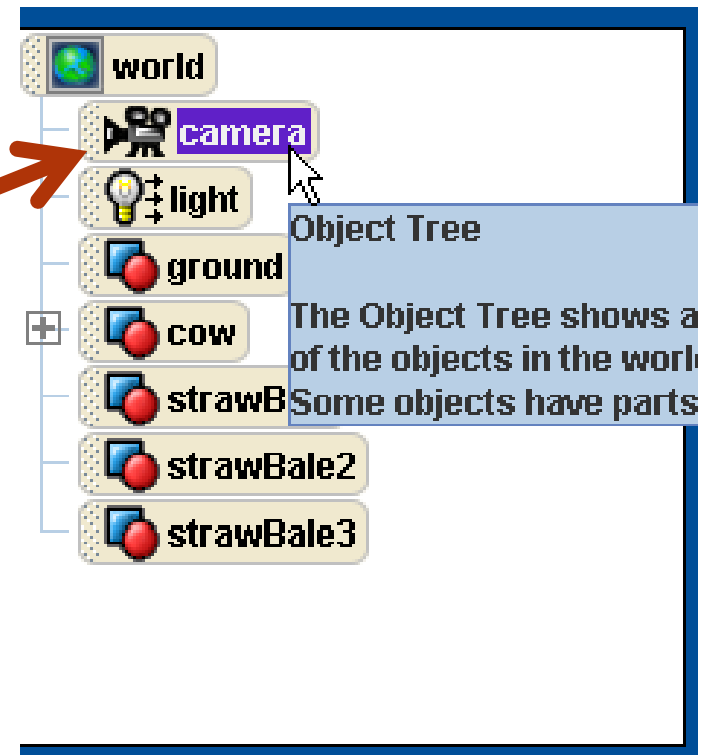 world
camera
light
Object Tree
ground
The Object Tree shows a
cow
of the objects in the worl
strawB
Some objects have parts
strawBale2
strawBale3